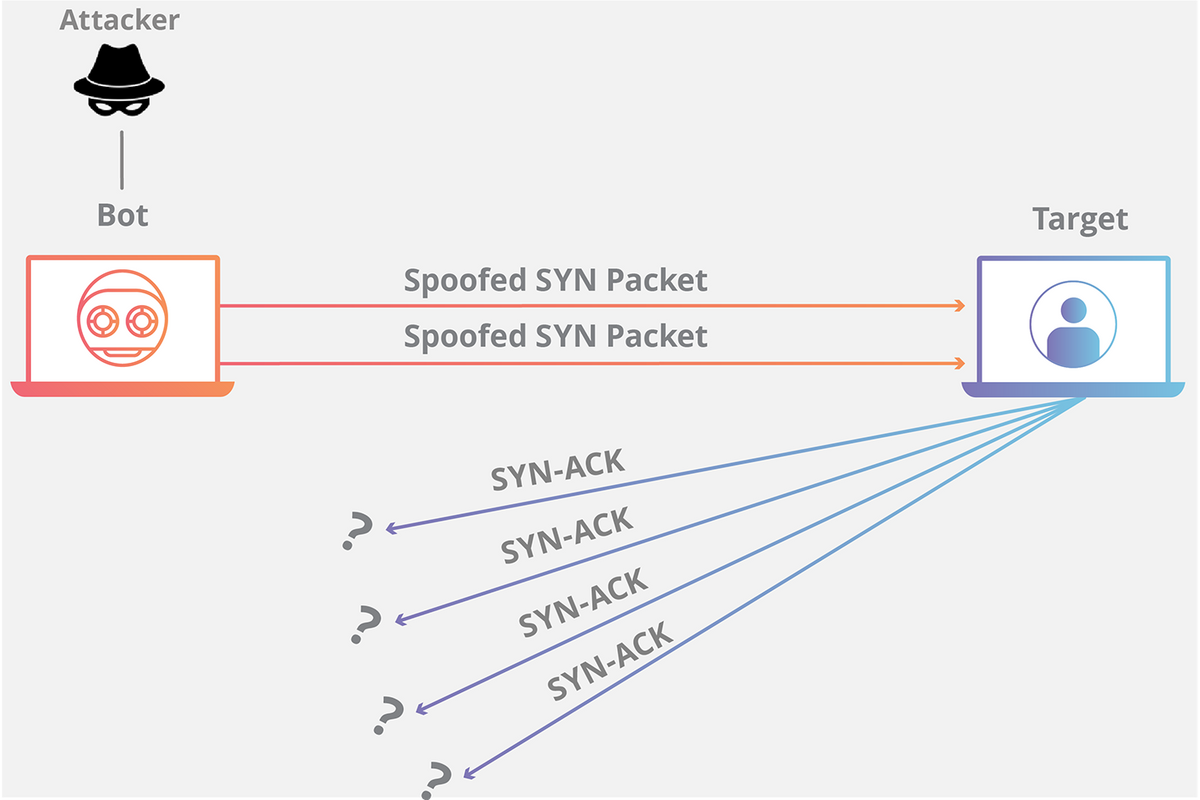 Attacker
Bot
Target
Spoofed SYN Packet
Spoofed SYN Packet
SYN-ACK
?
SYN-ACK
?
SYN-ACK
?
SYN-ACK
?